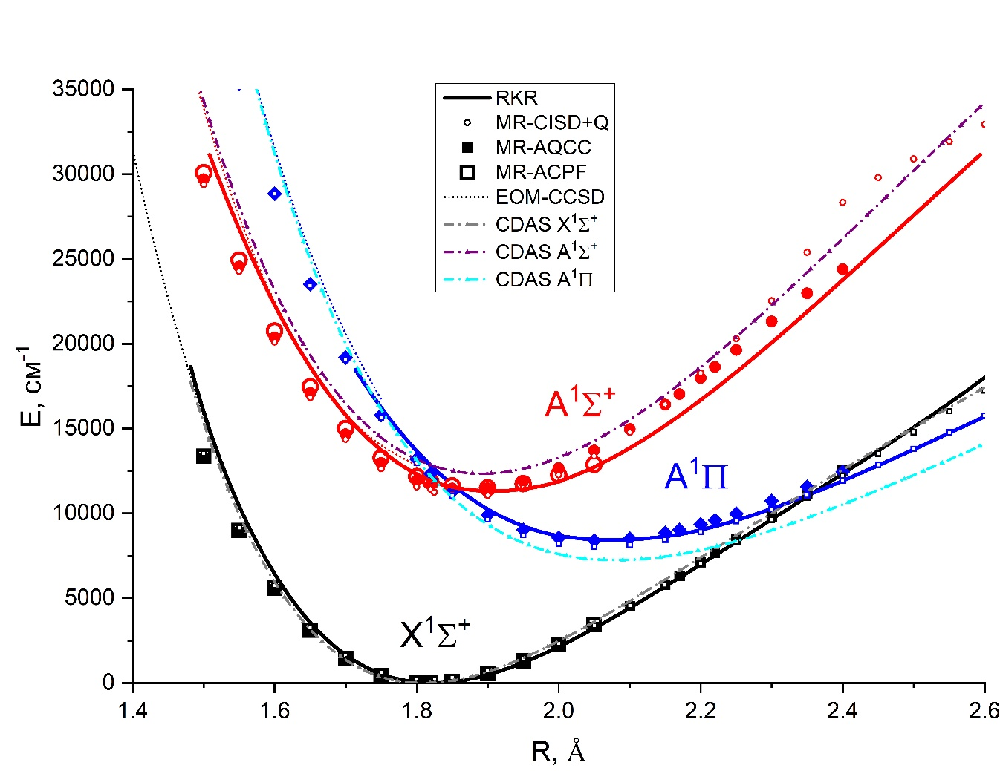 35000
30000
25000
20000
15000
10000
5000
0
E, см⁻¹
RKR
MR-CISD+Q
MR-AQCC
MR-ACPF
EOM-CCSD
CDAS X¹Σ⁺
CDAS A¹Σ⁺
CDAS A¹Π
A¹Σ⁺
A¹Π
X¹Σ⁺
1.4 1.6 1.8 2.0 2.2 2.4 2.6
R, Å